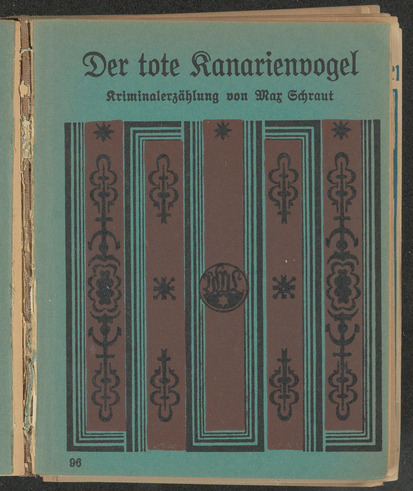 Der tote Kanarienvogel
Kriminalerzählung von Max Schraut
96